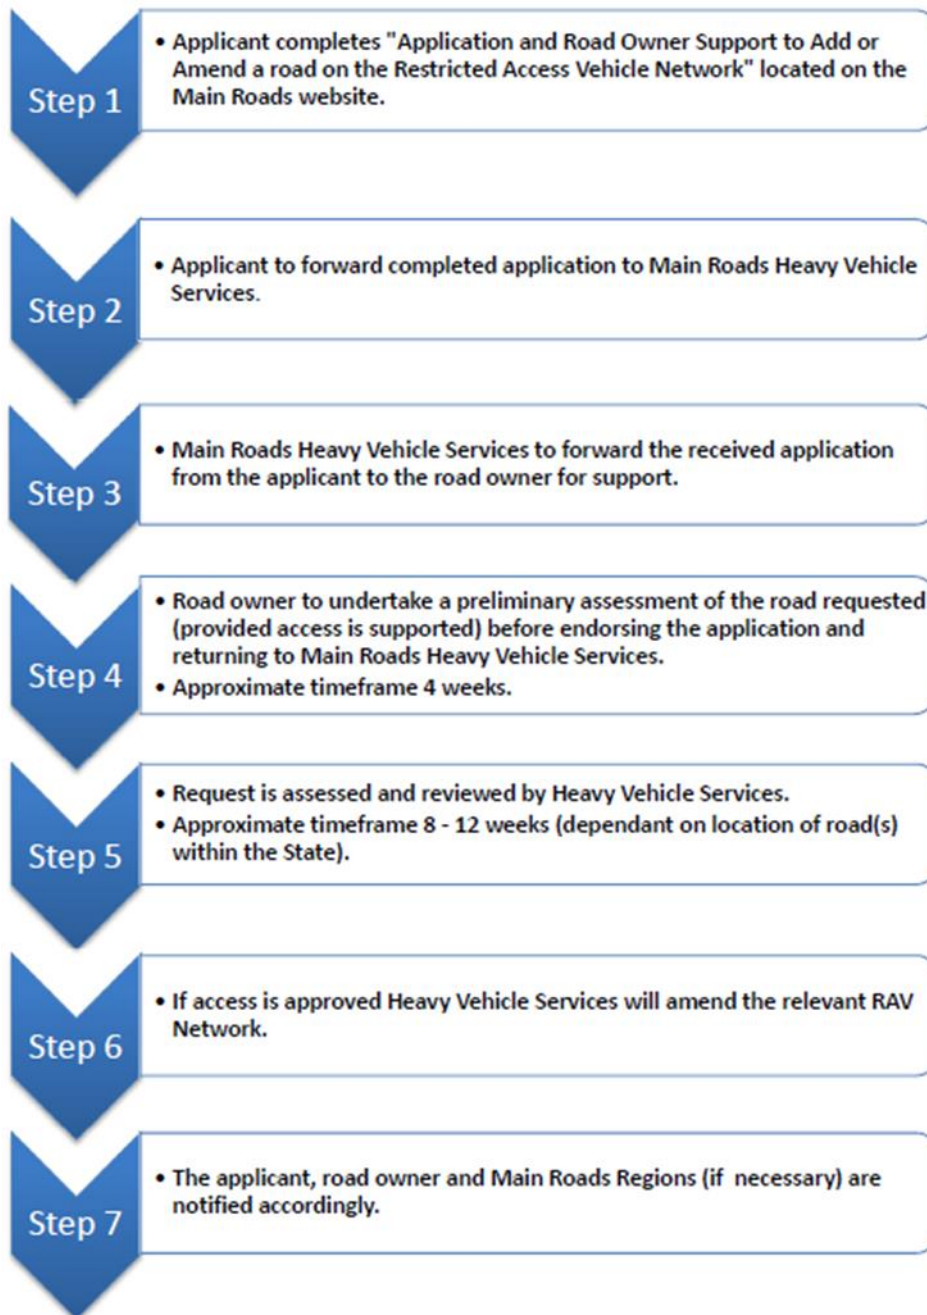 Step 1
• Applicant completes "Application and Road Owner Support to Add or
Amend a road on the Restricted Access Vehicle Network" located on the
Main Roads website.
Step 2
• Applicant to forward completed application to Main Roads Heavy Vehicle
Services.
Step 3
• Main Roads Heavy Vehicle Services to forward the received application
from the applicant to the road owner for support.
Step 4
• Road owner to undertake a preliminary assessment of the road requested
(provided access is supported) before endorsing the application and
returning to Main Roads Heavy Vehicle Services.
• Approximate timeframe 4 weeks.
Step 5
• Request is assessed and reviewed by Heavy Vehicle Services.
• Approximate timeframe 8 - 12 weeks (dependant on location of road(s)
within the State).
Step 6
• If access is approved Heavy Vehicle Services will amend the relevant RAV
Network.
Step 7
• The applicant, road owner and Main Roads Regions (if necessary) are
notified accordingly.